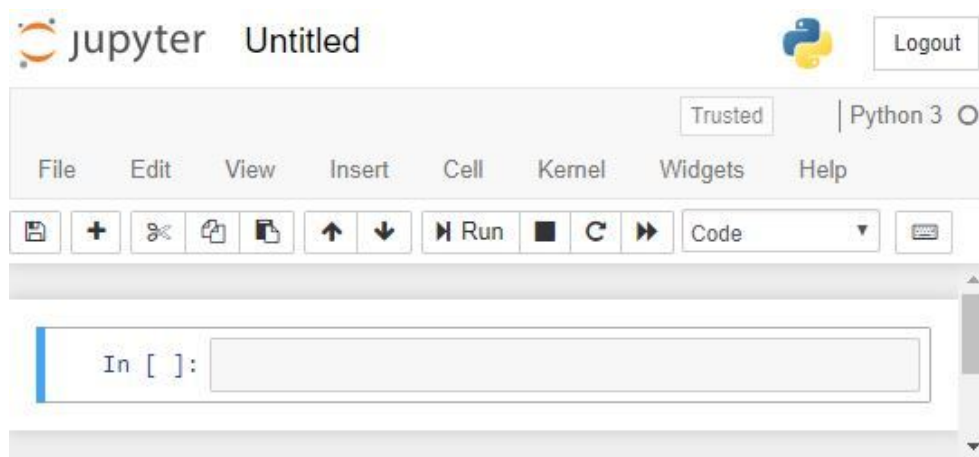 jupyter Untitled Logout
Trusted Python 3
File Edit View Insert Cell Kernel Widgets Help
Run Code
In [ ]: